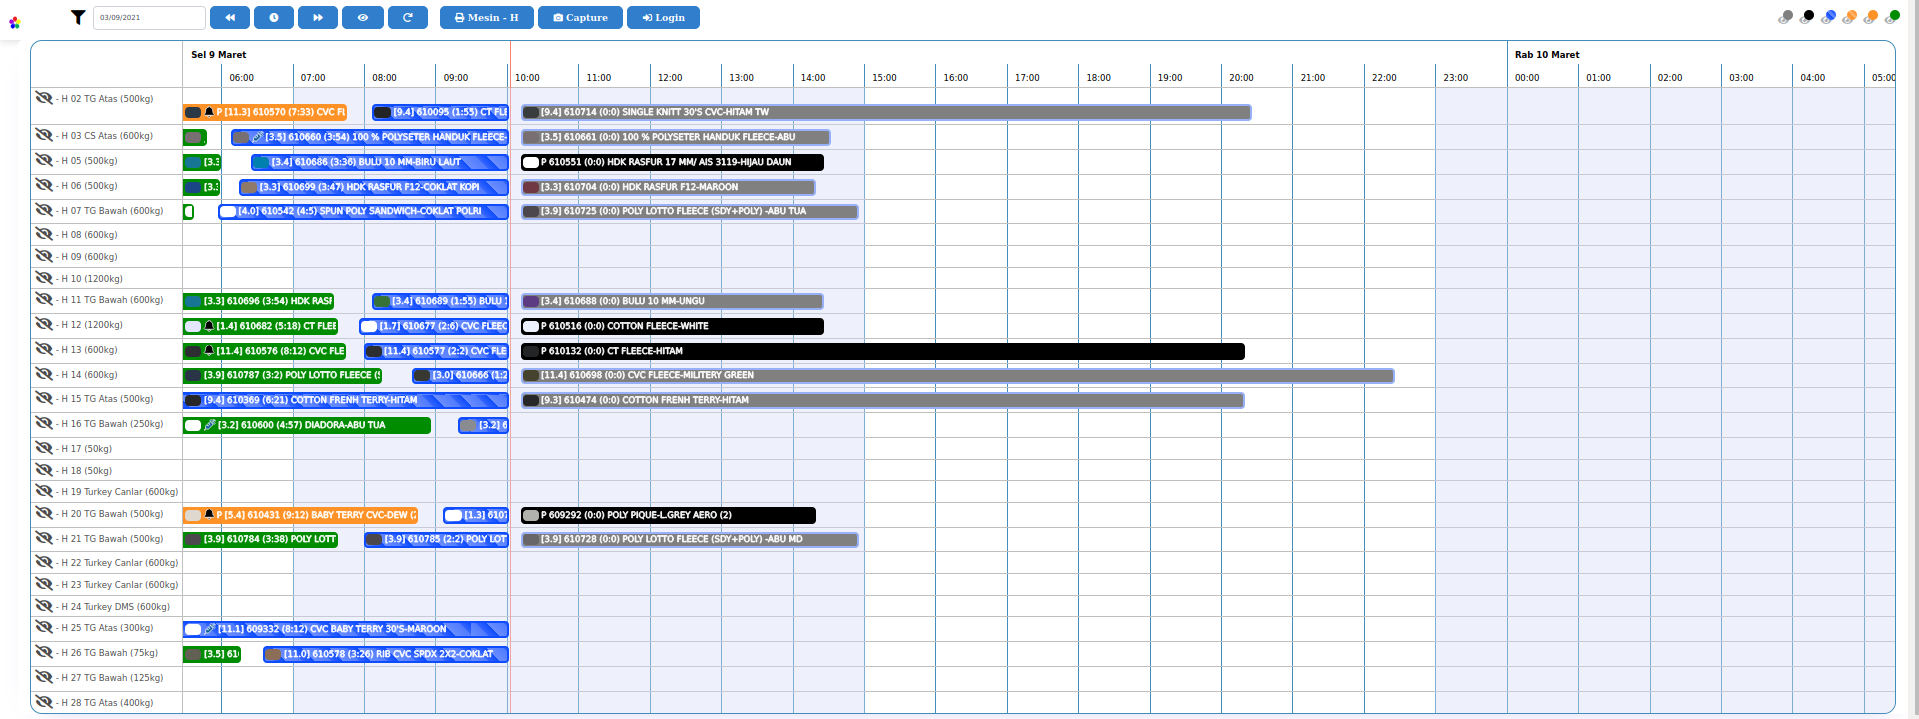 03/09/2021
Mesin - H
Capture
Login
Sel 9 Maret
Rab 10 Maret
06:00 07:00 08:00 09:00 10:00 11:00 12:00 13:00 14:00 15:00 16:00 17:00 18:00 19:00 20:00 21:00 22:00 23:00 00:00 01:00 02:00 03:00 04:00 05:00
- H 02 TG Atas (500kg)
P [11.3] 610570 (7:33) CVC FL
[9.4] 610095 (1:55) CT FLE
[9.4] 610714 (0:0) SINGLE KNITT 30'S CVC-HITAM TW
- H 03 CS Atas (600kg)
[3.5] 610660 (3:54) 100 % POLYSETER HANDUK FLEECE-
[3.5] 610661 (0:0) 100 % POLYSETER HANDUK FLEECE-ABU
- H 05 (500kg)
[3.3
[3.4] 610686 (3:36) BULU 10 MM-BIRU LAUT
P 610551 (0:0) HDK RASFUR 17 MM/ AIS 3119-HIJAU DAUN
- H 06 (500kg)
[3.3
[3.3] 610699 (3:47) HDK RASFUR F12-COKLAT KOPI
[3.3] 610704 (0:0) HDK RASFUR F12-MAROON
- H 07 TG Bawah (600kg)
[4.0] 610542 (4:5) SPUN POLY SANDWICH-COKLAT POLRI
[3.9] 610725 (0:0) POLY LOTTO FLEECE (SDY+POLY) -ABU TUA
- H 08 (600kg)
- H 09 (600kg)
- H 10 (1200kg)
- H 11 TG Bawah (600kg)
[3.3] 610696 (3:54) HDK RASF
[3.4] 610689 (1:55) BULU 1
[3.4] 610688 (0:0) BULU 10 MM-UNGU
- H 12 (1200kg)
[1.4] 610682 (5:18) CT FLEE
[1.7] 610677 (2:6) CVC FLEEC
P 610516 (0:0) COTTON FLEECE-WHITE
- H 13 (600kg)
[11.4] 610576 (8:12) CVC FLE
[11.4] 610577 (2:2) CVC FLE
P 610132 (0:0) CT FLEECE-HITAM
- H 14 (600kg)
[3.9] 610787 (3:2) POLY LOTTO FLEECE (S
[3.0] 610666 (1:2
[11.4] 610698 (0:0) CVC FLEECE-MILITERY GREEN
- H 15 TG Atas (500kg)
[9.4] 610369 (6:21) COTTON FRENH TERRY-HITAM
[9.3] 610474 (0:0) COTTON FRENH TERRY-HITAM
- H 16 TG Bawah (250kg)
[3.2] 610600 (4:57) DIADORA-ABU TUA
[3.2] 6
- H 17 (50kg)
- H 18 (50kg)
- H 19 Turkey Canlar (600kg)
- H 20 TG Bawah (500kg)
P [5.4] 610431 (9:12) BABY TERRY CVC-DEW (2
[1.3] 6107
P 609292 (0:0) POLY PIQUE-L.GREY AERO (2)
- H 21 TG Bawah (500kg)
[3.9] 610784 (3:38) POLY LOTT
[3.9] 610785 (2:2) POLY LOT
[3.9] 610728 (0:0) POLY LOTTO FLEECE (SDY+POLY) -ABU MD
- H 22 Turkey Canlar (600kg)
- H 23 Turkey Canlar (600kg)
- H 24 Turkey DMS (600kg)
- H 25 TG Atas (300kg)
[11.1] 609332 (8:12) CVC BABY TERRY 30'S-MAROON
- H 26 TG Bawah (75kg)
[3.5] 61
[11.0] 610578 (3:26) RIB CVC SPDX 2X2-COKLAT
- H 27 TG Bawah (125kg)
- H 28 TG Atas (400kg)